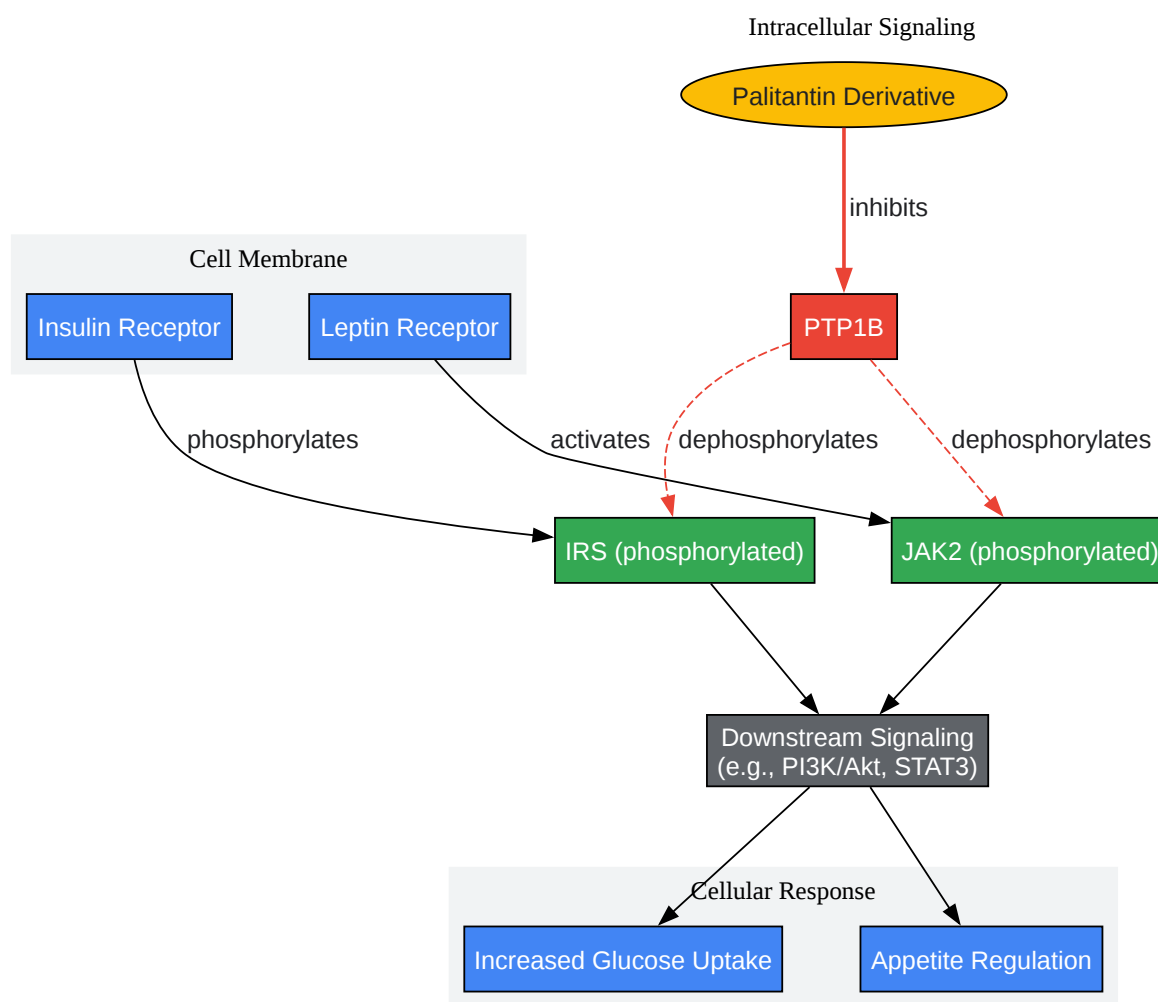 Intracellular Signaling
Palitantin Derivative
inhibits
Cell Membrane
Insulin Receptor
Leptin Receptor
PTP1B
phosphorylates
activates
dephosphorylates
dephosphorylates
IRS (phosphorylated)
JAK2 (phosphorylated)
Downstream Signaling
(e.g., PI3K/Akt, STAT3)
Cellular Response
Increased Glucose Uptake
Appetite Regulation